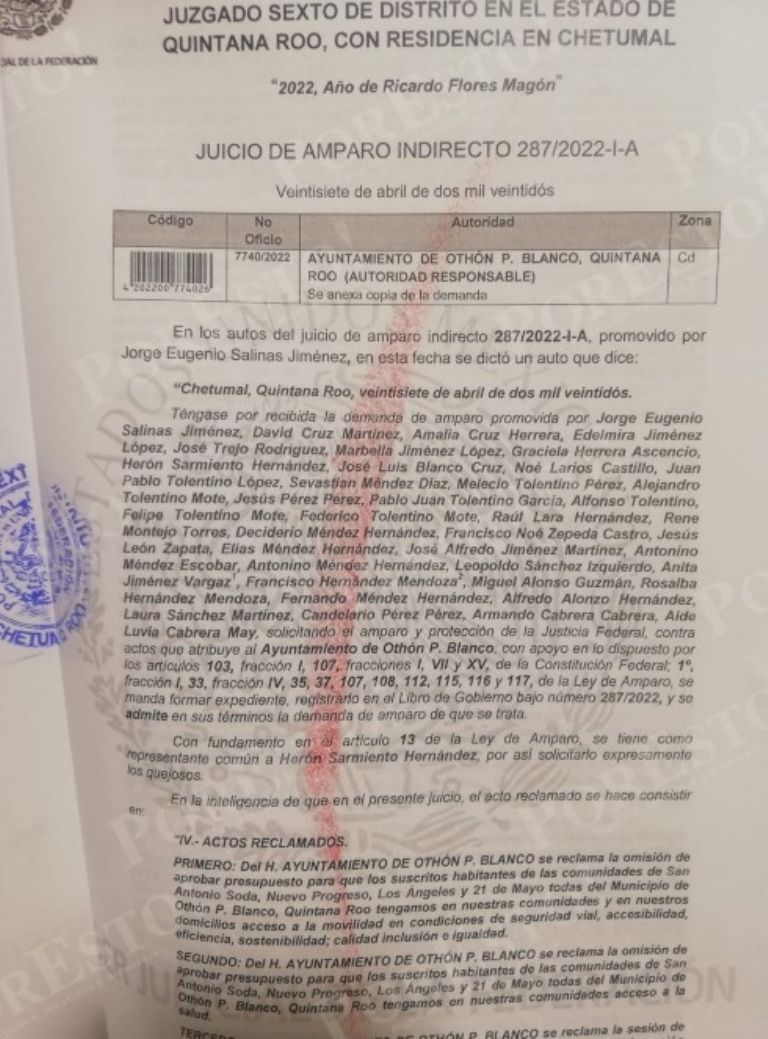 JUZGADO SEXTO DE DISTRITO EN EL ESTADO DE
QUINTANA ROO, CON RESIDENCIA EN CHETUMAL
IAL DE LA FEDERACIÓN
"2022, Año de Ricardo Flores Magón"
JUICIO DE AMPARO INDIRECTO 287/2022-I-A
Veintisiete de abril de dos mil veintidós
Código No Oficio Autoridad Zona
4 202200 774026 7740/2022 AYUNTAMIENTO DE OTHÓN P. BLANCO, QUINTANA Cd
ROO (AUTORIDAD RESPONSABLE)
Se anexa copia de la demanda
En los autos del juicio de amparo indirecto 287/2022-I-A, promovido por
Jorge Eugenio Salinas Jiménez, en esta fecha se dictó un auto que dice:
"Chetumal, Quintana Roo, veintisiete de abril de dos mil veintidós.
Téngase por recibida la demanda de amparo promovida por Jorge Eugenio
Salinas Jiménez, David Cruz Martínez, Amalia Cruz Herrera, Edelmira Jiménez
López, José Trejo Rodríguez, Marbella Jiménez López, Graciela Herrera Ascencio,
Herón Sarmiento Hernández, José Luis Blanco Cruz, Noé Larios Castillo, Juan
Pablo Tolentino López, Sevastian Méndez Diaz, Melecio Tolentino Pérez, Alejandro
Tolentino Mote, Jesús Pérez Pérez, Pablo Juan Tolentino García, Alfonso Tolentino,
Felipe Tolentino Mote, Federico Tolentino Mote, Raúl Lara Hernández, Rene
Montejo Torres, Deciderio Méndez Hernández, Francisco Noé Zepeda Castro, Jesús
León Zapata, Elías Méndez Hernández, José Alfredo Jiménez Martínez, Antonino
Méndez Escobar, Antonino Méndez Hernández, Leopoldo Sánchez Izquierdo, Anita
Jiménez Vargaz¹, Francisco Hernández Mendoza², Miguel Alonso Guzmán, Rosalba
Hernández Mendoza, Fernando Méndez Hernández, Alfredo Alonzo Hernández,
Laura Sánchez Martínez, Candelario Pérez Pérez, Armando Cabrera Cabrera, Aide
Luvia Cabrera May, solicitando el amparo y protección de la Justicia Federal, contra
actos que atribuye al Ayuntamiento de Othón P. Blanco; con apoyo en lo dispuesto por
los artículos 103, fracción I, 107, fracciones I, VII y XV, de la Constitución Federal; 1º,
fracción I, 33, fracción IV, 35, 37, 107, 108, 112, 115, 116 y 117, de la Ley de Amparo, se
manda formar expediente, registrarlo en el Libro de Gobierno bajo número 287/2022, y se
admite en sus términos la demanda de amparo de que se trata.
Con fundamento en el artículo 13 de la Ley de Amparo, se tiene como
representante común a Herón Sarmiento Hernández, por así solicitarlo expresamente
los quejosos.
En la inteligencia de que en el presente juicio, el acto reclamado se hace consistir
en:
"IV.- ACTOS RECLAMADOS.
PRIMERO: Del H. AYUNTAMIENTO DE OTHÓN P. BLANCO se reclama la omisión de
aprobar presupuesto para que los suscritos habitantes de las comunidades de San
Antonio Soda, Nuevo Progreso, Los Ángeles y 21 de Mayo todas del Municipio de
Othón P. Blanco, Quintana Roo tengamos en nuestras comunidades y en nuestros
domicilios acceso a la movilidad en condiciones de seguridad vial, accesibilidad,
eficiencia, sostenibilidad; calidad inclusión e igualdad.
SEGUNDO: Del H. AYUNTAMIENTO DE OTHÓN P. BLANCO se reclama la omisión de
aprobar presupuesto para que los suscritos habitantes de las comunidades de San
Antonio Soda, Nuevo Progreso, Los Ángeles y 21 de Mayo todas del Municipio de
Othón P. Blanco, Quintana Roo tengamos en nuestras comunidades acceso a la
salud.
OTHÓN P. BLANCO se reclama la sesión de
CHETUMAL
ROO